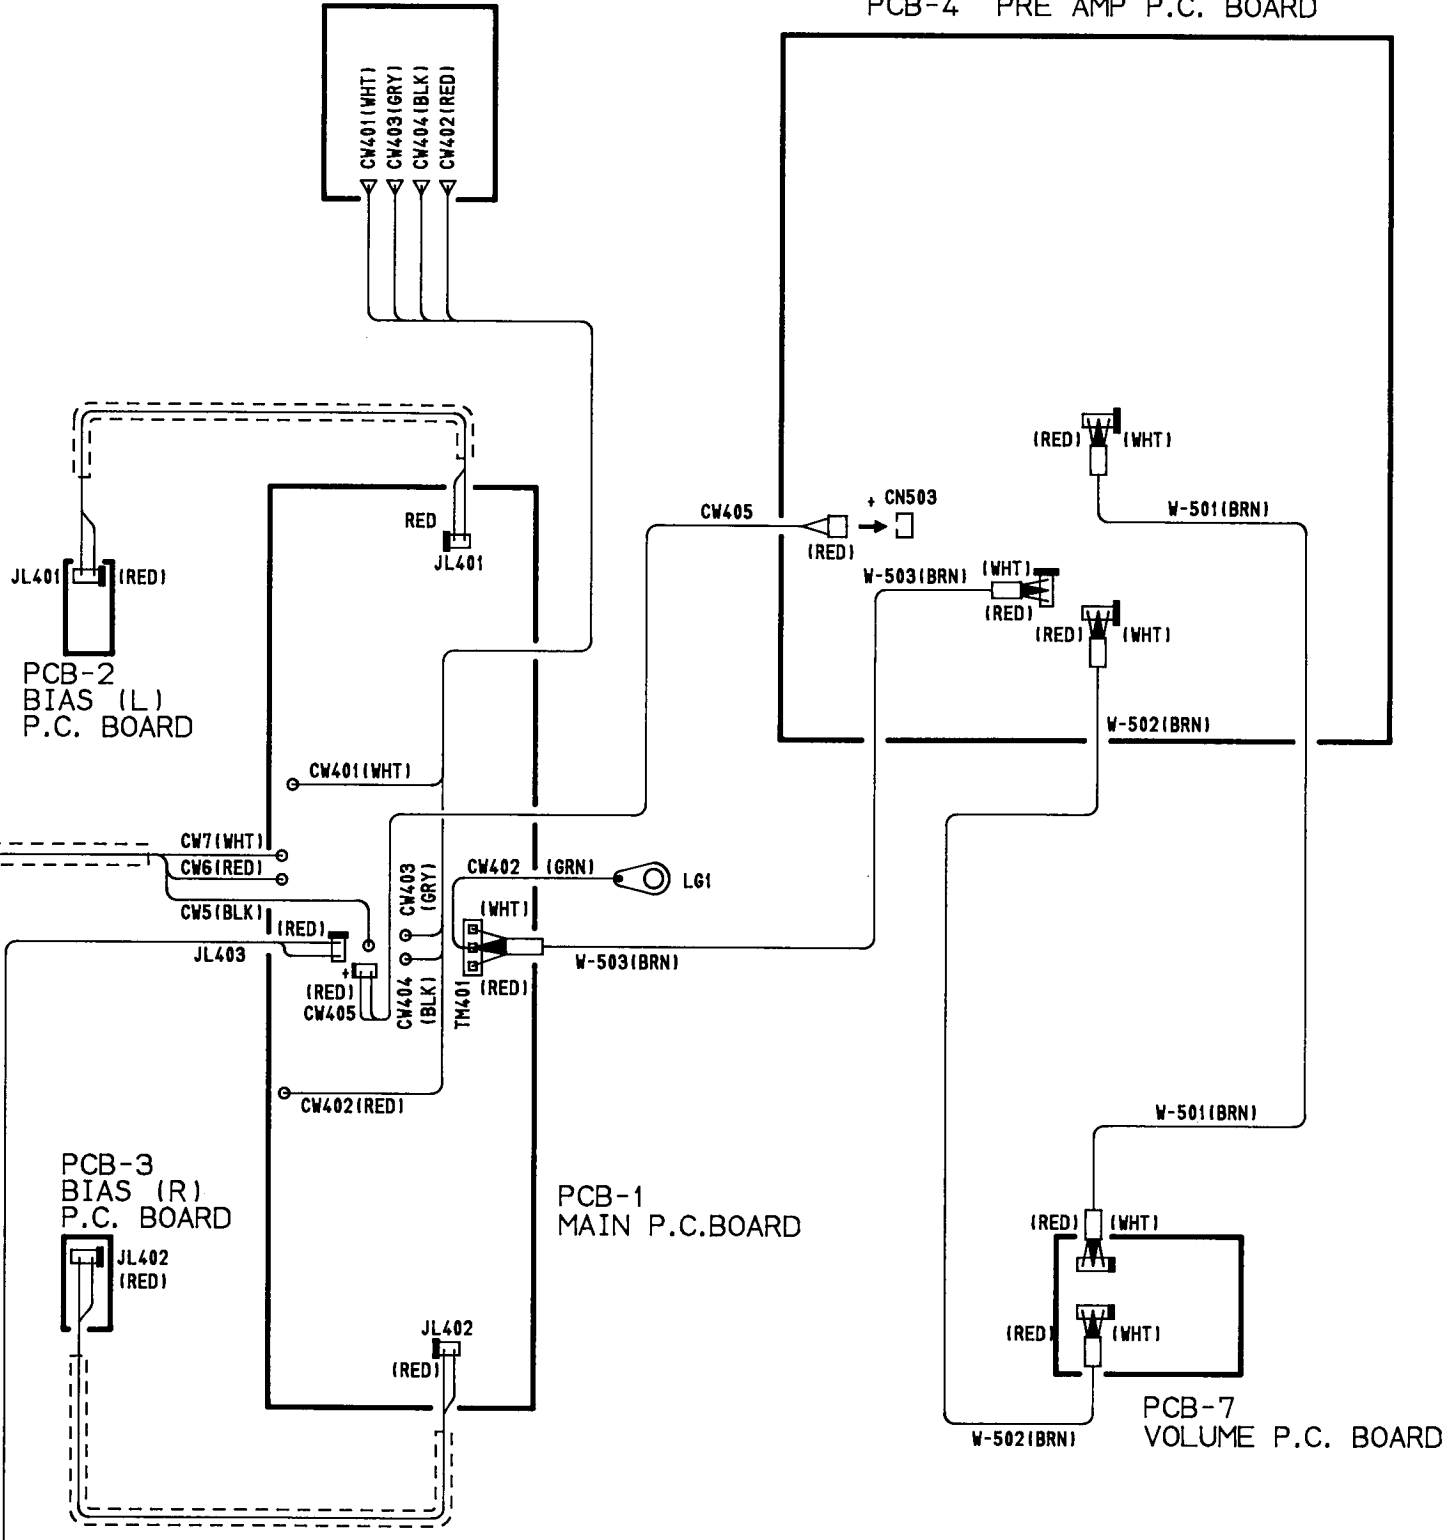 PCB-4 PRE AMP P.C. BOARD
CW401(WHT)
CW403(GRY)
CW404(BLK)
CW402(RED)
(RED)
(WHT)
CW405
+ CN503
(RED)
W-501(BRN)
RED
JL401
JL401
(RED)
W-503(BRN)
(WHT)
(RED)
(RED)
(WHT)
PCB-2
BIAS (L)
P.C. BOARD
W-502(BRN)
CW401(WHT)
CW7(WHT)
CW6(RED)
CW5(BLK)
CW403
(GRY)
CW402 (GRN)
LG1
(RED)
JL403
(WHT)
+
(RED)
CW405
CW404
(BLK)
TM401
(RED)
W-503(BRN)
CW402(RED)
W-501(BRN)
PCB-3
BIAS (R)
P.C. BOARD
PCB-1
MAIN P.C.BOARD
(RED)
(WHT)
JL402
(RED)
JL402
(RED)
(RED)
(WHT)
PCB-7
VOLUME P.C. BOARD
W-502(BRN)